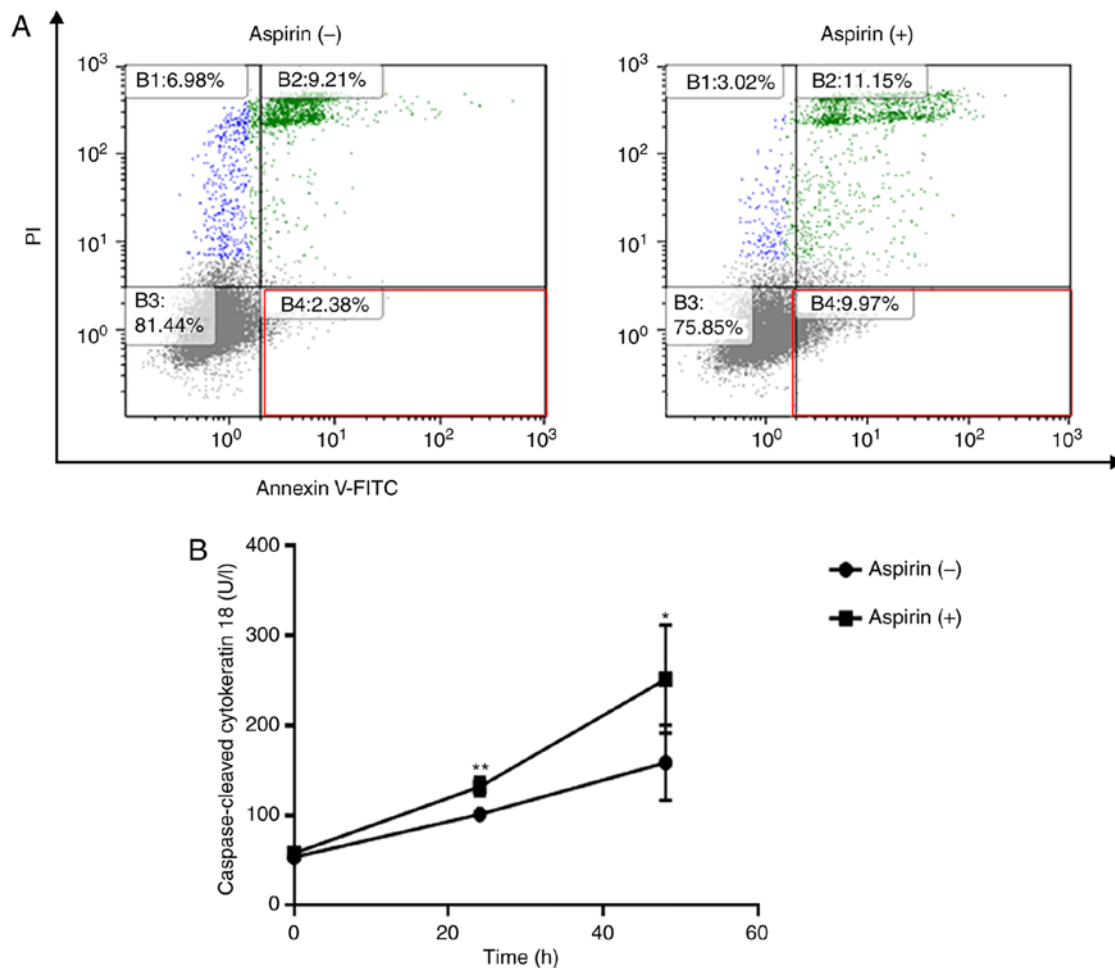 A
Aspirin (–)
Aspirin (+)
10³
B1:6.98%
B2:9.21%
10³
B1:3.02%
B2:11.15%
10²
10²
PI
10¹
10¹
B3:
81.44%
B4:2.38%
B3:
75.85%
B4:9.97%
10⁰
10⁰
10⁰
10¹
10²
10³
10⁰
10¹
10²
10³
Annexin V-FITC
B
Caspase-cleaved cytokeratin 18 (U/l)
400
Aspirin (–)
*
Aspirin (+)
300
200
**
100
0
0
20
40
60
Time (h)